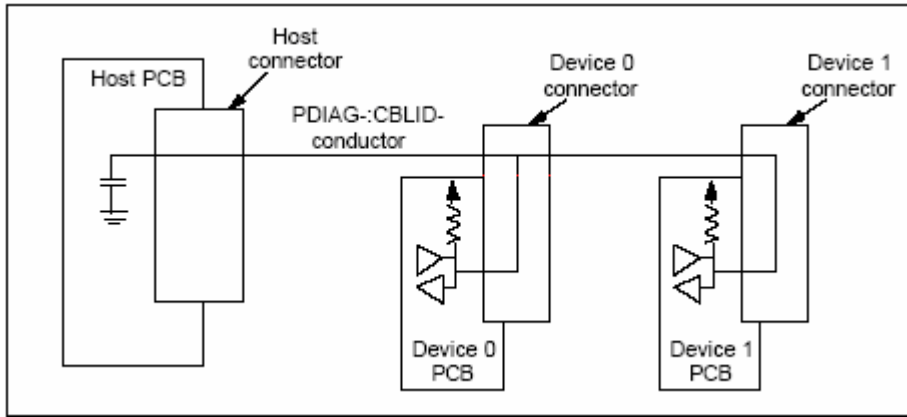 Host
connector
Host PCB
Device 0
connector
Device 1
connector
PDIAG-:CBLID-
conductor
Device 0
PCB
Device 1
PCB